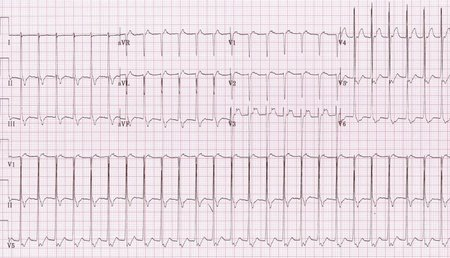 I aVR V1 V4
II aVL V2 V5
III aVF V3 V6
V1
II
V5